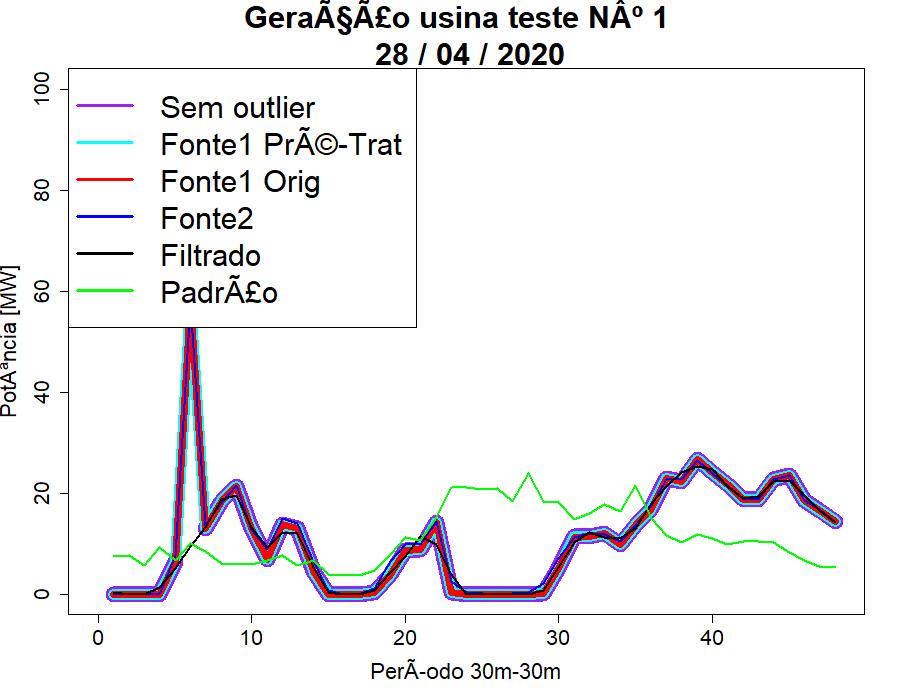 GeraÃ§Ã£o usina teste NÂº 1
28 / 04 / 2020
Sem outlier
Fonte1 PrÃ©-Trat
Fonte1 Orig
Fonte2
Filtrado
PadrÃ£o
PotÃªncia [MW]
100
80
60
40
20
0
0 10 20 30 40
PerÃ­-odo 30m-30m